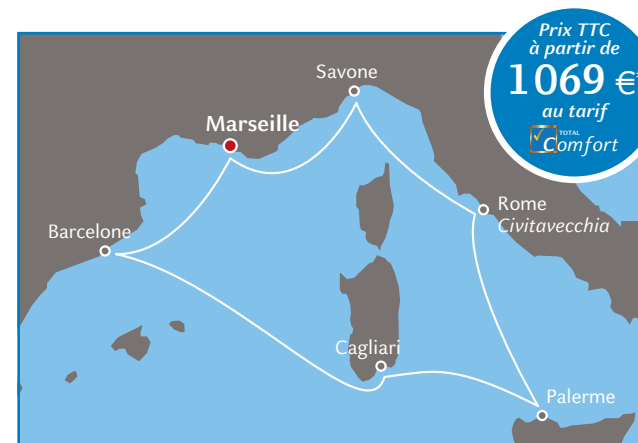 Prix TTC
à partir de
1069 €*
au tarif
TOTAL
Comfort
Savone
Marseille
Rome
Civitavecchia
Barcelone
Cagliari
Palerme